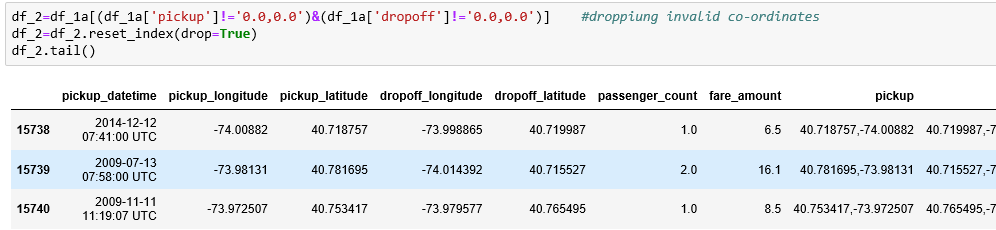 df_2=df_1a[(df_1a['pickup']!='0.0,0.0')&(df_1a['dropoff']!='0.0,0.0')]    #droppiung invalid co-ordinates
df_2=df_2.reset_index(drop=True)
df_2.tail()
pickup_datetime pickup_longitude pickup_latitude dropoff_longitude dropoff_latitude passenger_count fare_amount pickup
15738 2014-12-12 07:41:00 UTC -74.00882 40.718757 -73.998865 40.719987 1.0 6.5 40.718757,-74.00882 40.719987,-7
15739 2009-07-13 07:58:00 UTC -73.98131 40.781695 -74.014392 40.715527 2.0 16.1 40.781695,-73.98131 40.715527,-7
15740 2009-11-11 11:19:07 UTC -73.972507 40.753417 -73.979577 40.765495 1.0 8.5 40.753417,-73.972507 40.765495,-7